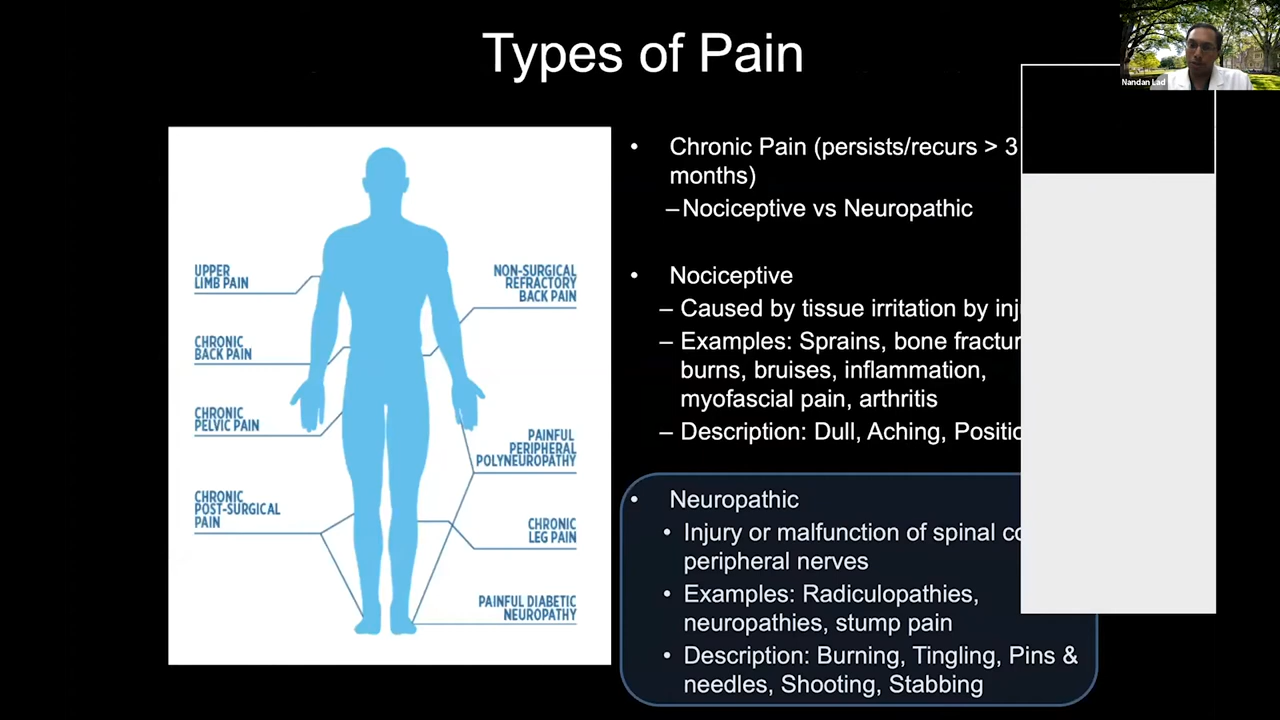 Types of Pain
Nandan Lad
UPPER
LIMB PAIN
CHRONIC
BACK PAIN
CHRONIC
PELVIC PAIN
CHRONIC
POST-SURGICAL
PAIN
NON-SURGICAL
REFRACTORY
BACK PAIN
PAINFUL
PERIPHERAL
POLYNEUROPATHY
CHRONIC
LEG PAIN
PAINFUL DIABETIC
NEUROPATHY
• Chronic Pain (persists/recurs > 3
months)
–Nociceptive vs Neuropathic
• Nociceptive
– Caused by tissue irritation by
– Examples: Sprains, bone
burns, bruises, inflammation,
myofascial pain, arthritis
– Description: Dull, Aching,
• Neuropathic
• Injury or malfunction of spinal
peripheral nerves
• Examples: Radiculopathies,
neuropathies, stump pain
• Description: Burning, Tingling, Pins &
needles, Shooting, Stabbing